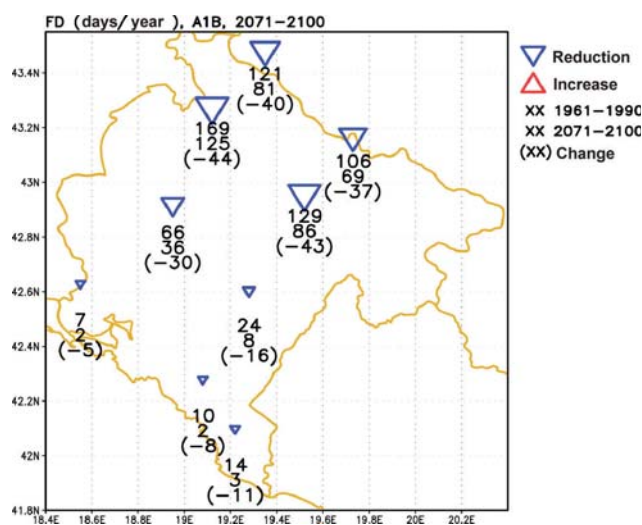 FD (days/year), A1B, 2071-2100
Reduction
Increase
XX 1961-1990
XX 2071-2100
(XX) Change
43.4N
43.2N
43N
42.8N
42.6N
42.4N
42.2N
42N
41.8N
121
81
(-40)
169
125
(-44)
106
69
(-37)
129
86
(-43)
66
36
(-30)
7
2
(-5)
24
8
(-16)
10
2
(-8)
14
3
(-11)
18.4E 18.6E 18.8E 19E 19.2E 19.4E 19.6E 19.8E 20E 20.2E